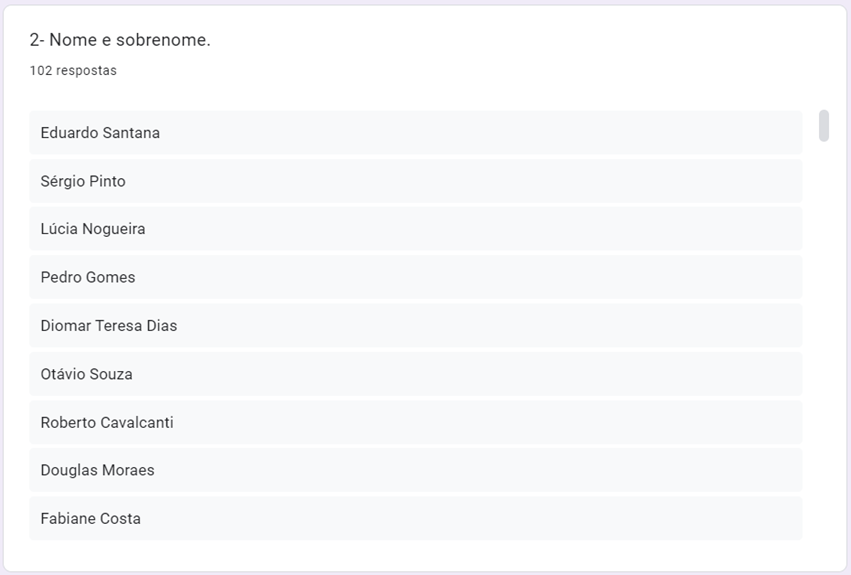 2- Nome e sobrenome.
102 respostas
Eduardo Santana
Sérgio Pinto
Lúcia Nogueira
Pedro Gomes
Diomar Teresa Dias
Otávio Souza
Roberto Cavalcanti
Douglas Moraes
Fabiane Costa